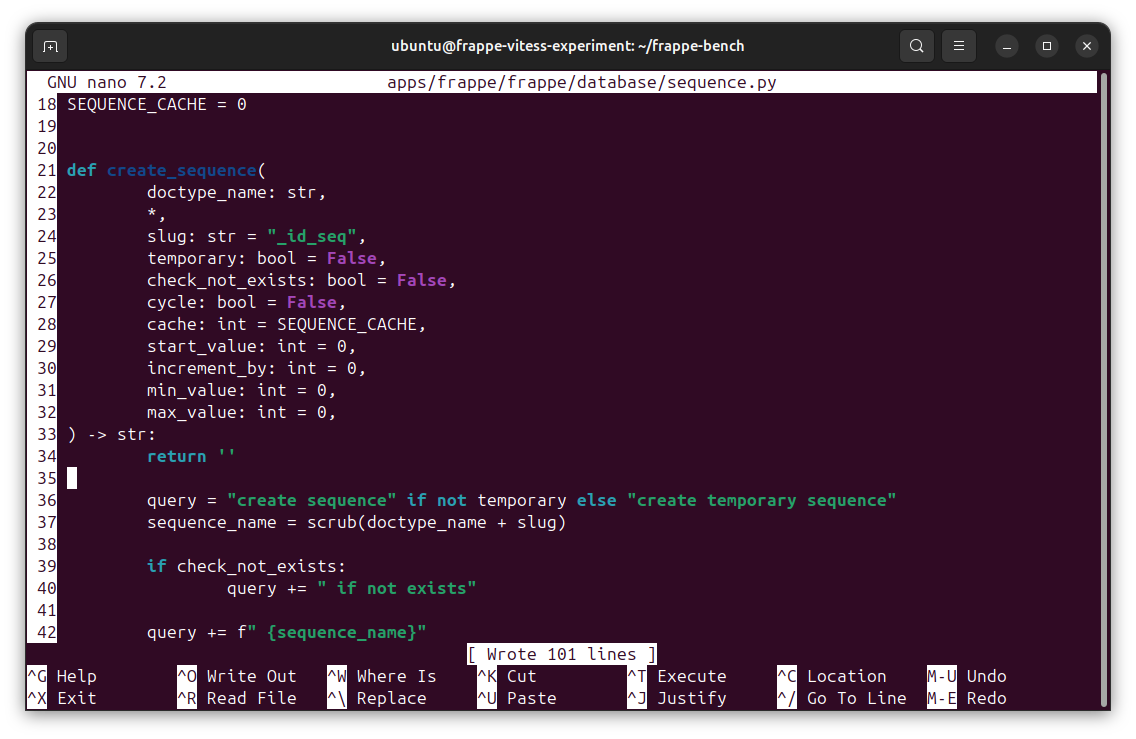 ubuntu@frappe-vitess-experiment: ~/frappe-bench
GNU nano 7.2 apps/frappe/frappe/database/sequence.py
18 SEQUENCE_CACHE = 0
19
20
21 def create_sequence(
22         doctype_name: str,
23         *,
24         slug: str = "_id_seq",
25         temporary: bool = False,
26         check_not_exists: bool = False,
27         cycle: bool = False,
28         cache: int = SEQUENCE_CACHE,
29         start_value: int = 0,
30         increment_by: int = 0,
31         min_value: int = 0,
32         max_value: int = 0,
33 ) -> str:
34         return ''
35
36         query = "create sequence" if not temporary else "create temporary sequence"
37         sequence_name = scrub(doctype_name + slug)
38
39         if check_not_exists:
40                 query += " if not exists"
41
42         query += f" {sequence_name}"
[ Wrote 101 lines ]
^G Help ^O Write Out ^W Where Is ^K Cut ^T Execute ^C Location M-U Undo
^X Exit ^R Read File ^\ Replace ^U Paste ^J Justify ^/ Go To Line M-E Redo